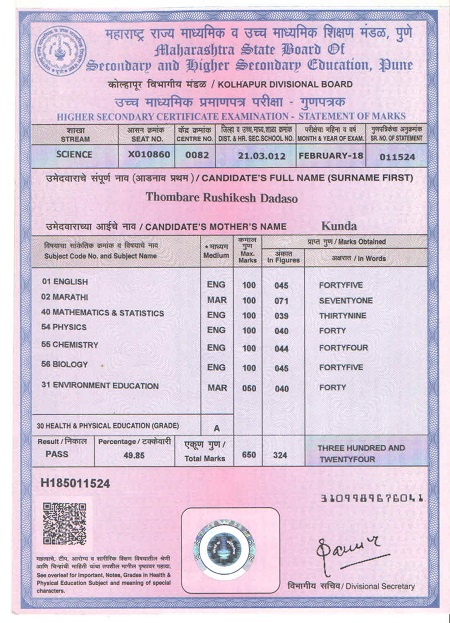 महाराष्ट्र राज्य माध्यमिक व उच्च माध्यमिक शिक्षण मंडळ, पुणे
Maharashtra State Board Of
Secondary and Higher Secondary Education, Pune
कोल्हापूर विभागीय मंडळ / KOLHAPUR DIVISIONAL BOARD
उच्च माध्यमिक प्रमाणपत्र परीक्षा - गुणपत्रक
HIGHER SECONDARY CERTIFICATE EXAMINATION - STATEMENT OF MARKS
शाखा आसन क्रमांक केंद्र क्रमांक जिल्हा व उच्च.माध्य.शाळा क्रमांक परीक्षेचा महिना व वर्ष गुणपत्रिकेचा अनुक्रमांक
STREAM SEAT NO. CENTRE NO. DIST. & HR. SEC.SCHOOL NO. MONTH & YEAR OF EXAM. SR. NO. OF STATEMENT
SCIENCE X010860 0082 21.03.012 FEBRUARY-18 011524
उमेदवाराचे संपूर्ण नाव (आडनाव प्रथम) / CANDIDATE'S FULL NAME (SURNAME FIRST)
Thombare Rushikesh Dadaso
उमेदवाराच्या आईचे नाव / CANDIDATE'S MOTHER'S NAME Kunda
विषयाचा सांकेतिक क्रमांक व विषयाचे नाव
Subject Code No. and Subject Name
* माध्यम
Medium
कमाल
गुण
Max.
Marks
प्राप्त गुण / Marks Obtained
अंकात
In Figures
अक्षरात / In Words
01 ENGLISH ENG 100 045 FORTYFIVE
02 MARATHI MAR 100 071 SEVENTYONE
40 MATHEMATICS & STATISTICS ENG 100 039 THIRTYNINE
54 PHYSICS ENG 100 040 FORTY
55 CHEMISTRY ENG 100 044 FORTYFOUR
56 BIOLOGY ENG 100 045 FORTYFIVE
31 ENVIRONMENT EDUCATION MAR 050 040 FORTY
30 HEALTH & PHYSICAL EDUCATION (GRADE) A
Result / निकाल Percentage / टक्केवारी एकूण गुण /
PASS 49.85 Total Marks 650 324 THREE HUNDRED AND
TWENTYFOUR
H185011524
3109989676041
See overleaf for Important, Notes, Grades in Health &
Physical Education Subject and meaning of special
characters.
विभागीय सचिव / Divisional Secretary